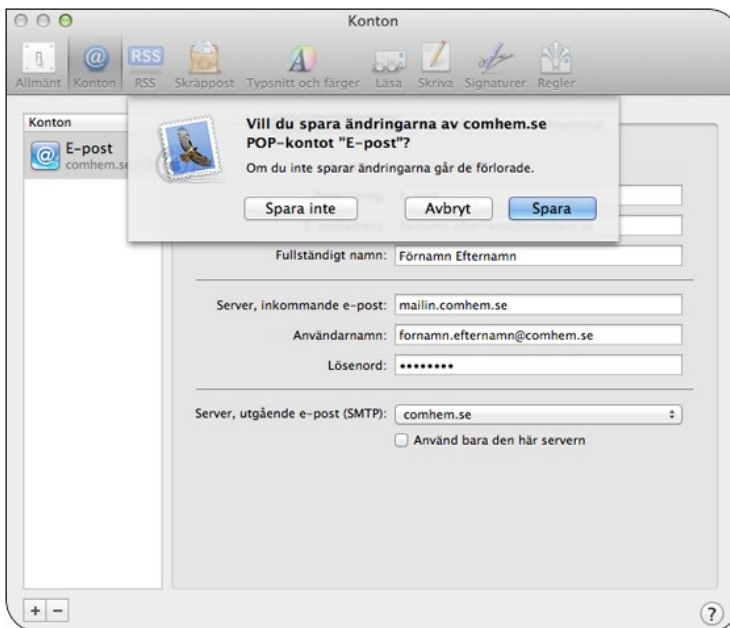 Konton
Allmänt Konton RSS Skräppost Typsnitt och färger Läsa Skriva Signaturer Regler
Konton
E-post
comhem.se
Vill du spara ändringarna av comhem.se
POP-kontot "E-post"?
Om du inte sparar ändringarna går de förlorade.
Spara inte Avbryt Spara
Fullständigt namn: Förnamn Efternamn
Server, inkommande e-post: mailin.comhem.se
Användarnamn: fornamn.efternamn@comhem.se
Lösenord: ••••••••
Server, utgående e-post (SMTP): comhem.se
Använd bara den här servern
+ − ?